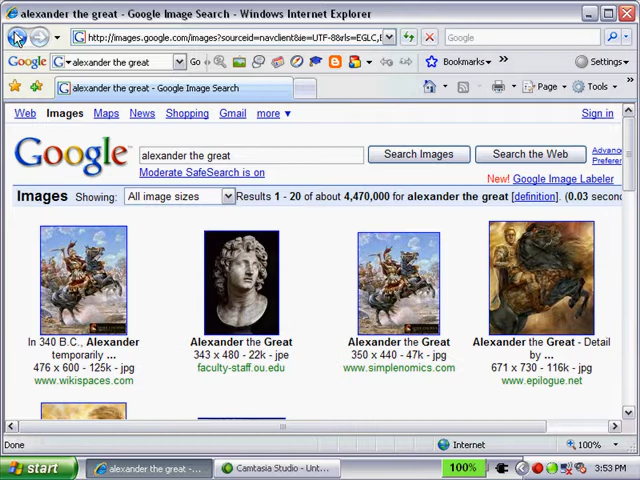 alexander the great - Google Image Search - Windows Internet Explorer
http://images.google.com/images?sourceid=navclient&ie=UTF-8&rls=EGLC,E
Google
Google
alexander the great
Go
Bookmarks
Settings
alexander the great - Google Image Search
Page
Tools
Web Images Maps News Shopping Gmail more ▼
Sign in
Google
alexander the great
Search Images
Search the Web
Advanc
Preferen
Moderate SafeSearch is on
New! Google Image Labeler
Images Showing: All image sizes Results 1 - 20 of about 4,470,000 for alexander the great [definition]. (0.03 second
In 340 B.C., Alexander
temporarily ...
476 x 600 - 125k - jpg
www.wikispaces.com
Alexander the Great
343 x 480 - 22k - jpe
faculty-staff.ou.edu
Alexander the Great
350 x 440 - 47k - jpg
www.simplenomics.com
Alexander the Great - Detail
by ...
671 x 730 - 116k - jpg
www.epilogue.net
Done
Internet
100%
start
alexander the great -...
Camtasia Studio - Unt...
100%
3:53 PM